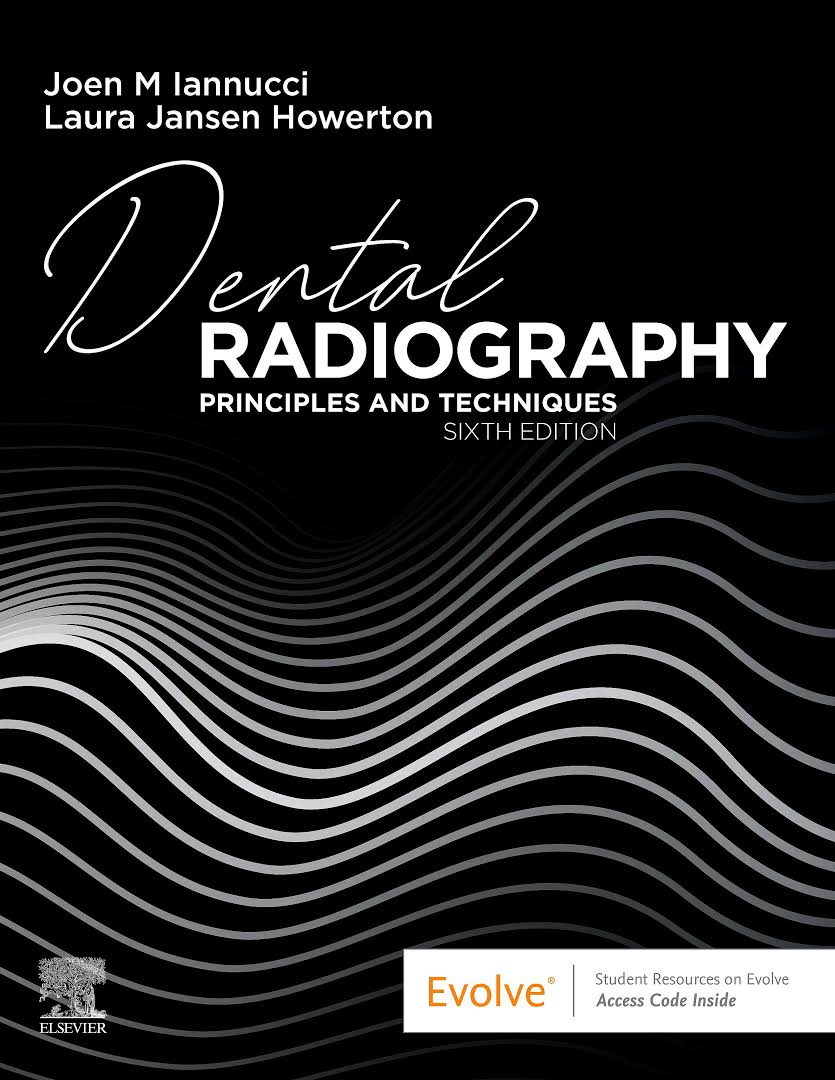 Joen M Iannucci
Laura Jansen Howerton
Dental
RADIOGRAPHY
PRINCIPLES AND TECHNIQUES
SIXTH EDITION
Evolve®
Student Resources on Evolve
Access Code Inside
ELSEVIER